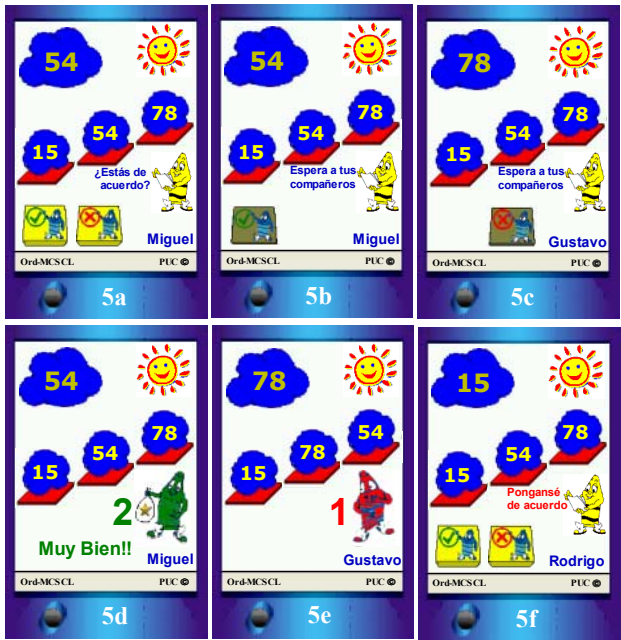 54
78
54
15
¿Estás de
acuerdo?
Miguel
Ord-MCSCL PUC ©
5a
54
78
54
15
Espera a tus
compañeros
Miguel
Ord-MCSCL PUC ©
5b
78
78
54
15
Espera a tus
compañeros
Gustavo
Ord-MCSCL PUC ©
5c
54
78
54
15
2
Muy Bien!!
Miguel
Ord-MCSCL PUC ©
5d
78
54
78
15
1
Gustavo
Ord-MCSCL PUC ©
5e
15
78
54
15
Pongansé
de acuerdo
Rodrigo
Ord-MCSCL PUC ©
5f